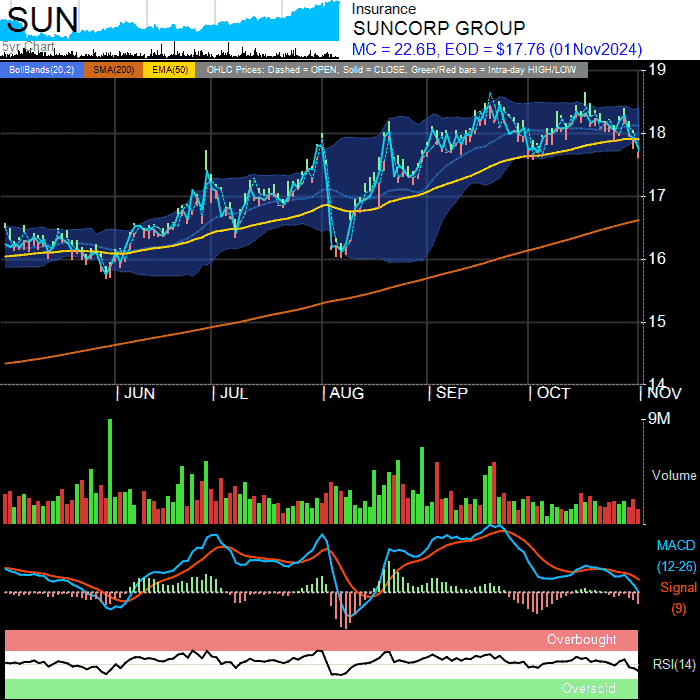 SUN
5yr Chart
Insurance
SUNCORP GROUP
MC = 22.6B, EOD = $17.76 (01Nov2024)
BollBands(20,2) SMA(200) EMA(50) OHLC Prices: Dashed = OPEN, Solid = CLOSE, Green/Red bars = Intra-day HIGH/LOW
19
18
17
16
15
14
JUN JUL AUG SEP OCT NOV
9M
Volume
MACD
(12-26)
Signal
(9)
Overbought
RSI(14)
Oversold